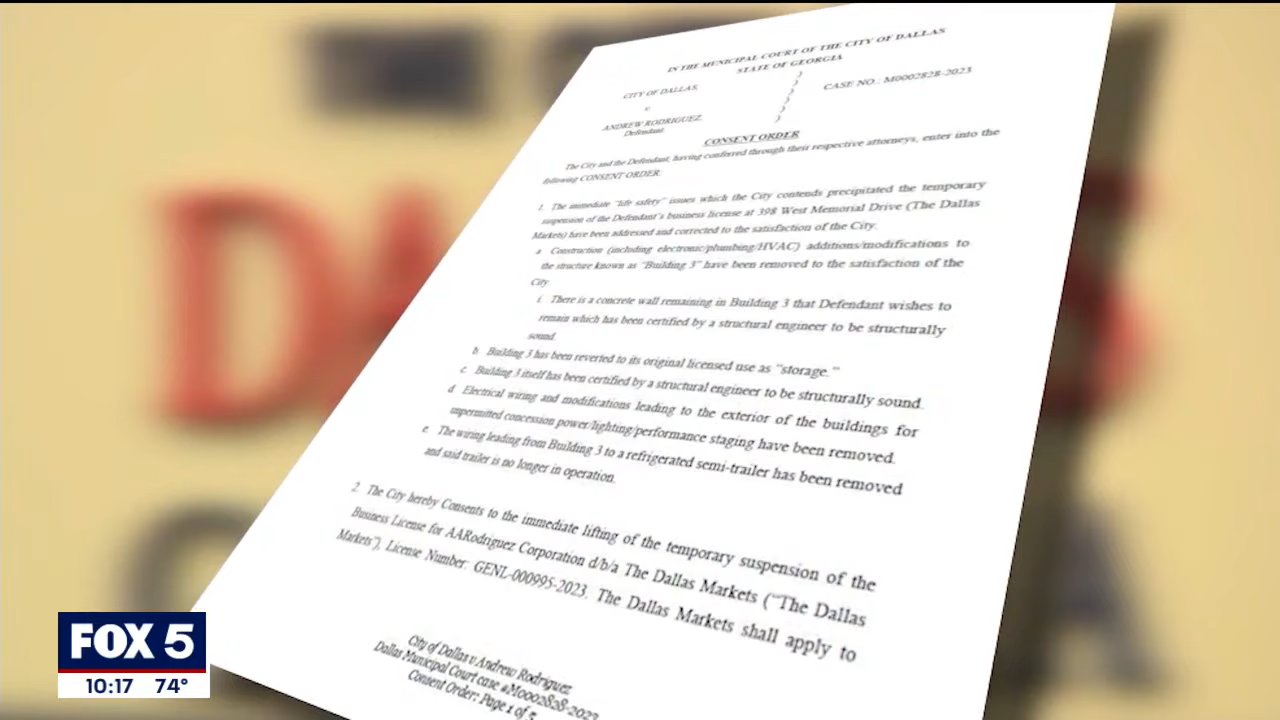 IN THE MUNICIPAL COURT OF THE CITY OF DALLAS
STATE OF GEORGIA
CITY OF DALLAS,
v.
ANDREW RODRIGUEZ,
Defendant.
)
)
)
)
)
CASE NO.: M0002828-2023
CONSENT ORDER
The City and the Defendant, having conferred through their respective attorneys, enter into the
following CONSENT ORDER:
1. The immediate "life safety" issues which the City contends precipitated the temporary
suspension of the Defendant's business license at 398 West Memorial Drive (The Dallas
Markets) have been addressed and corrected to the satisfaction of the City.
a. Construction (including electronic/plumbing/HVAC) additions/modifications to
the structure known as "Building 3" have been removed to the satisfaction of the
City.
i. There is a concrete wall remaining in Building 3 that Defendant wishes to
remain which has been certified by a structural engineer to be structurally
sound.
b. Building 3 has been reverted to its original licensed use as "storage."
c. Building 3 itself has been certified by a structural engineer to be structurally sound.
d. Electrical wiring and modifications leading to the exterior of the buildings for
unpermitted concession power/lighting/performance staging have been removed.
e. The wiring leading from Building 3 to a refrigerated semi-trailer has been removed
and said trailer is no longer in operation.
2. The City hereby Consents to the immediate lifting of the temporary suspension of the
Business License for AARodriguez Corporation d/b/a The Dallas Markets ("The Dallas
Markets"), License Number: GENL-000995-2023. The Dallas Markets shall apply to
City of Dallas v Andrew Rodriguez
Dallas Municipal Court case #M0002828-2023
Consent Order; Page 1 of 5
FOX 5
10:17 74°